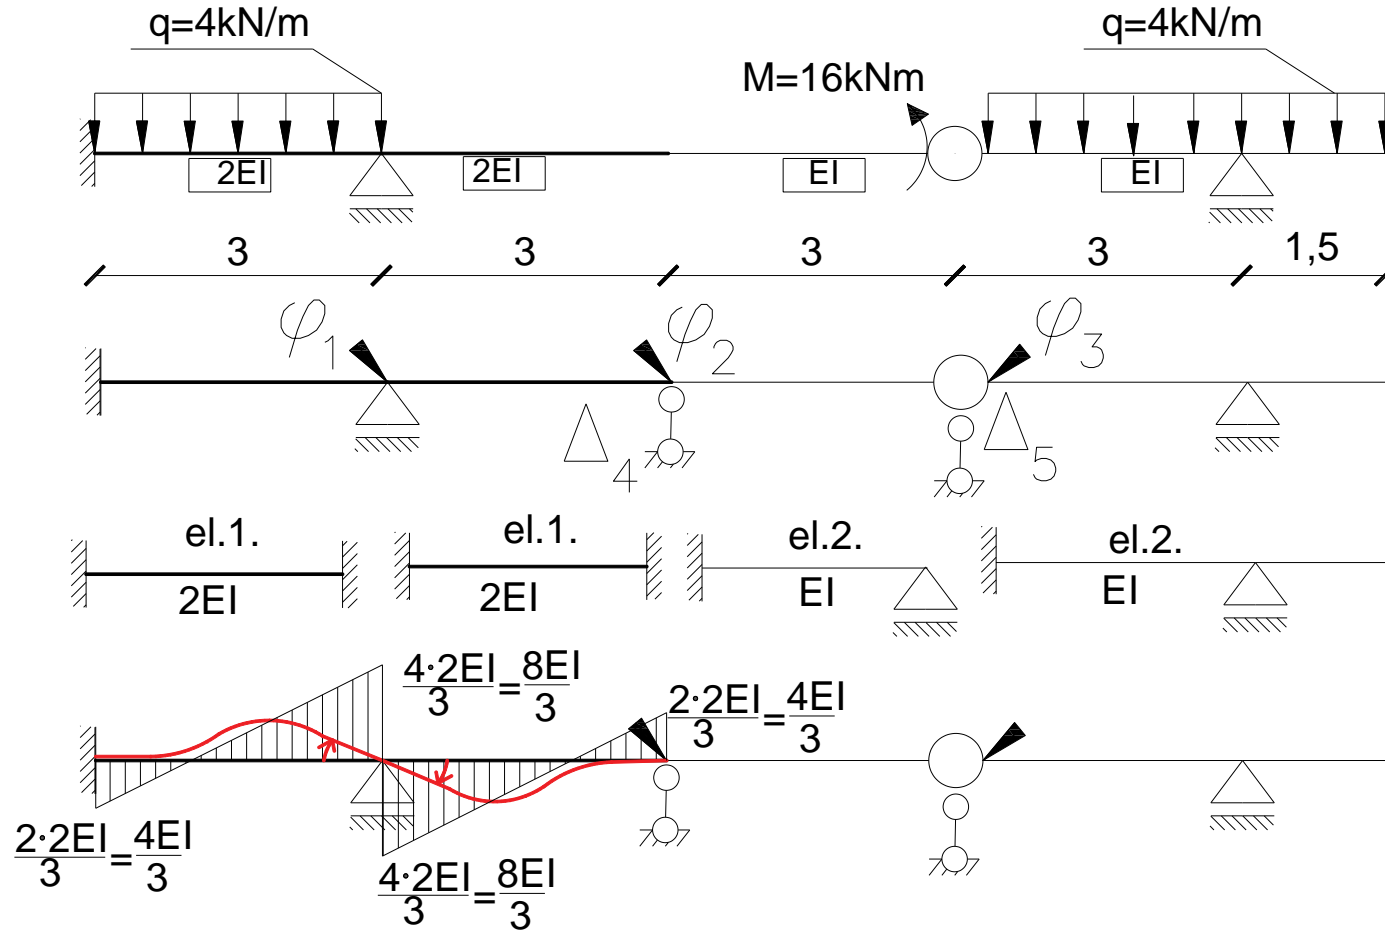 q=4kN/m
q=4kN/m
M=16kNm
2EI
2EI
EI
EI
3
3
3
3
1,5
φ1
φ2
φ3
Δ4
Δ5
el.1.
el.1.
el.2.
el.2.
2EI
2EI
EI
EI
4·2EI/3=8EI/3
2·2EI/3=4EI/3
2·2EI/3=4EI/3
4·2EI/3=8EI/3